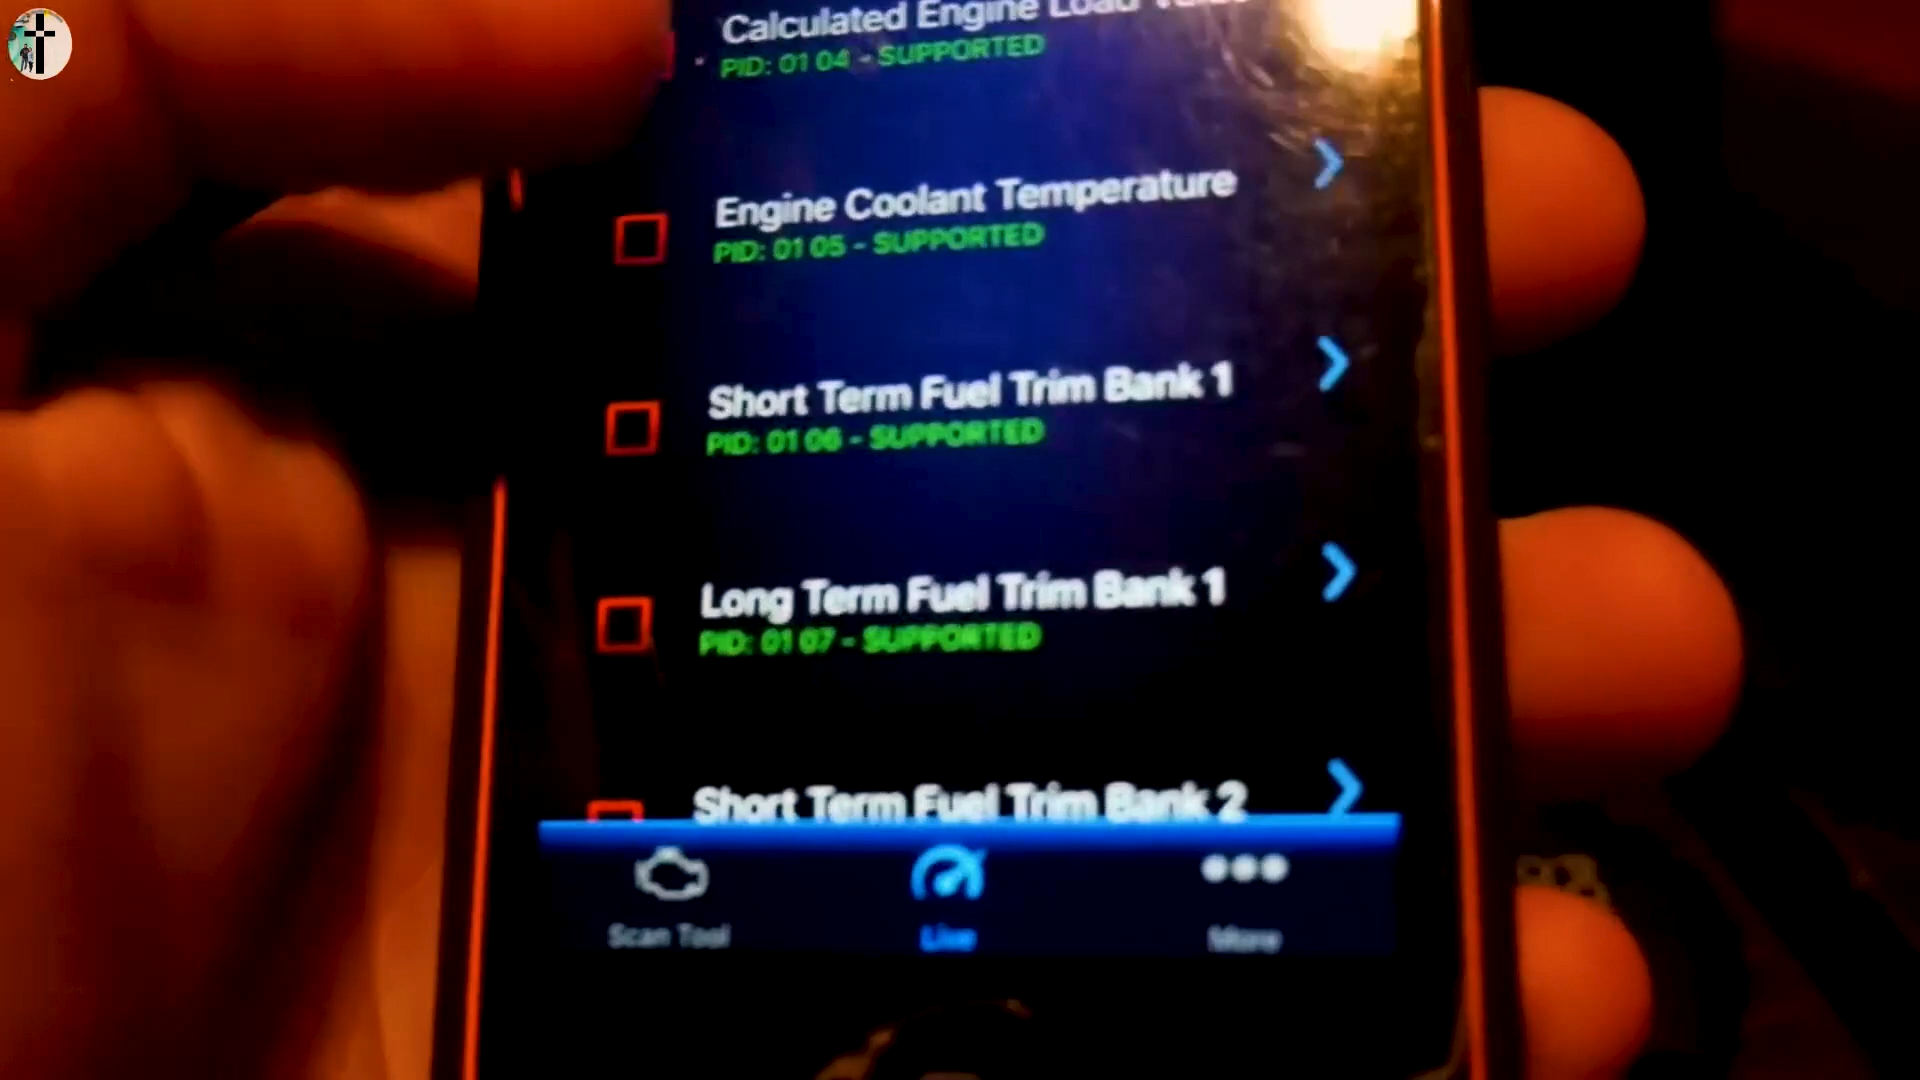 Calculated Engine Load
PID: 01 04 - SUPPORTED
Engine Coolant Temperature
PID: 01 05 - SUPPORTED
Short Term Fuel Trim Bank 1
PID: 01 06 - SUPPORTED
Long Term Fuel Trim Bank 1
PID: 01 07 - SUPPORTED
Short Term Fuel Trim Bank 2
Scan Tool
Live
More